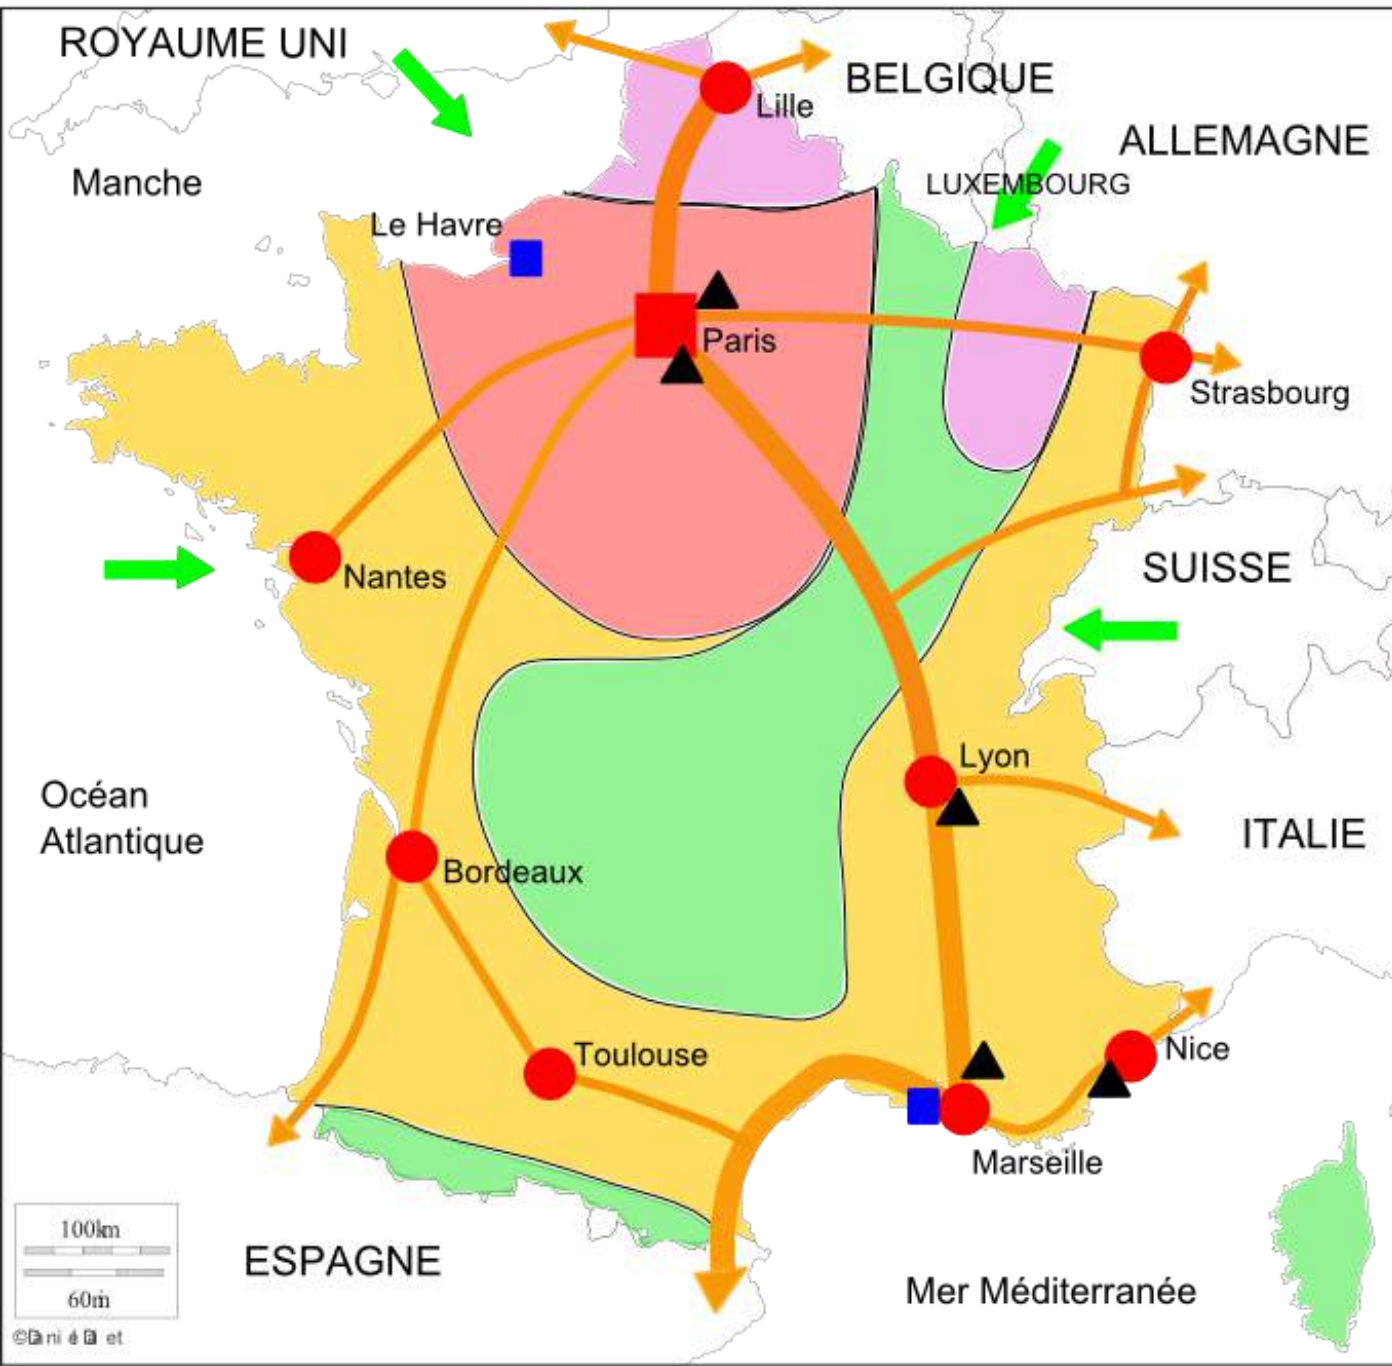 ROYAUME UNI
BELGIQUE
Lille
ALLEMAGNE
Manche
LUXEMBOURG
Le Havre
Paris
Strasbourg
Nantes
SUISSE
Lyon
Océan
Atlantique
ITALIE
Bordeaux
Toulouse
Nice
Marseille
100km
ESPAGNE
Mer Méditerranée